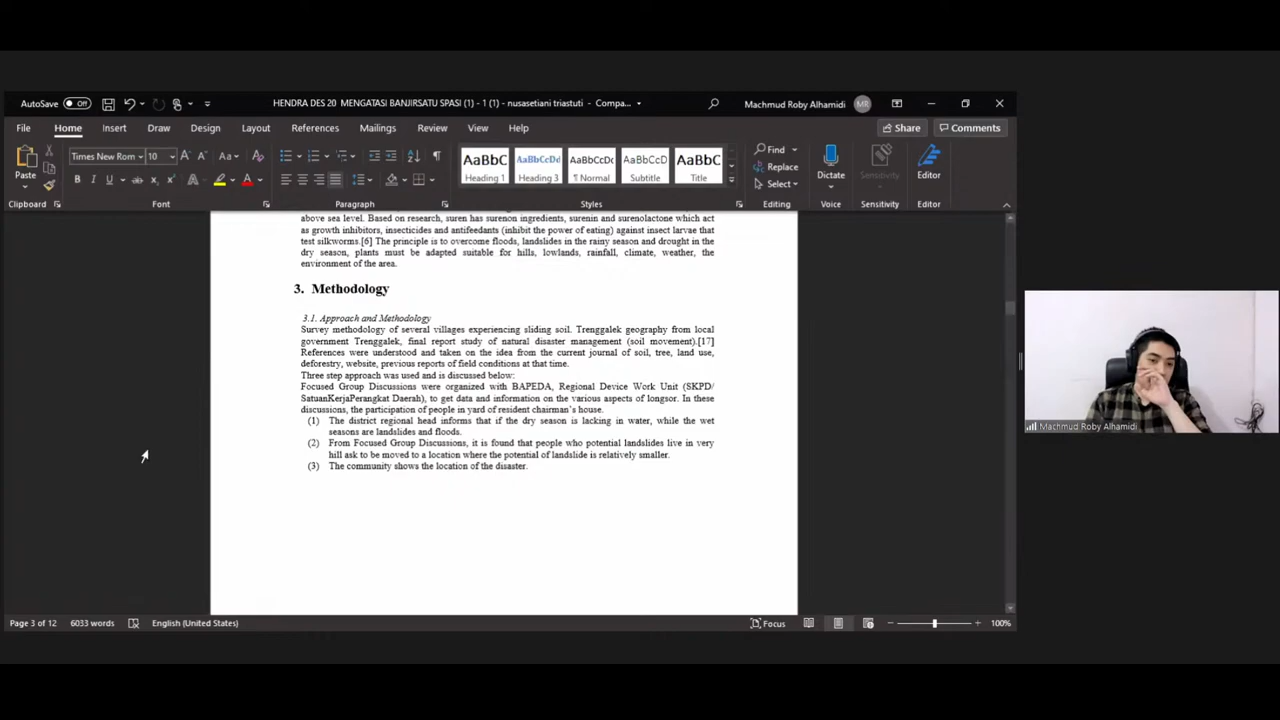 AutoSave Off
HENDRA DES 20 MENGATASI BANJIRSATU SPASI (1) - 1 (1) - nusasetiani triastuti - Compa...
Machmud Roby Alhamidi MR
File Home Insert Draw Design Layout References Mailings Review View Help
Share Comments
Paste
Times New Rom 10
AaBbC AaBbCcDd AaBbCcDc AaBbCcD AaBbC
Heading 1 Heading 3 ¶ Normal Subtitle Title
Find
Replace
Select
Dictate
Sensitivity
Editor
Clipboard Font Paragraph Styles Editing Voice Sensitivity Editor
above sea level. Based on research, suren has surenon ingredients, surenin and surenolactone which act
as growth inhibitors, insecticides and antifeedants (inhibit the power of eating) against insect larvae that
test silkworms.[6] The principle is to overcome floods, landslides in the rainy season and drought in the
dry season, plants must be adapted suitable for hills, lowlands, rainfall, climate, weather, the
environment of the area.
3. Methodology
3.1. Approach and Methodology
Survey methodology of several villages experiencing sliding soil. Trenggalek geography from local
government Trenggalek, final report study of natural disaster management (soil movement).[17]
References were understood and taken on the idea from the current journal of soil, tree, land use,
deforestry, website, previous reports of field conditions at that time.
Three step approach was used and is discussed below:
Focused Group Discussions were organized with BAPEDA, Regional Device Work Unit (SKPD/
SatuanKerjaPerangkat Daerah), to get data and information on the various aspects of longsor. In these
discussions, the participation of people in yard of resident chairman's house.
(1) The district regional head informs that if the dry season is lacking in water, while the wet
seasons are landslides and floods.
(2) From Focused Group Discussions, it is found that people who potential landslides live in very
hill ask to be moved to a location where the potential of landslide is relatively smaller.
(3) The community shows the location of the disaster.
Machmud Roby Alhamidi
Page 3 of 12 6033 words English (United States) Focus 100%